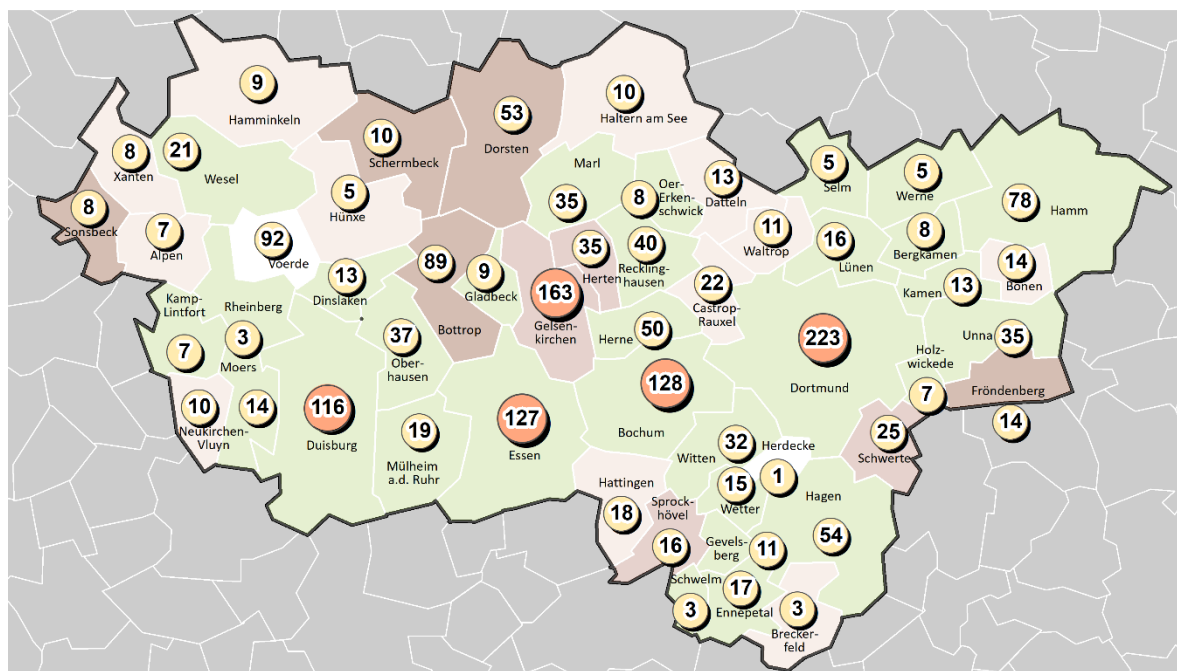 9
Hamminkeln
10
Haltern am See
53
Dorsten
10
Schermbeck
8
Xanten
21
Wesel
Marl
35
8
Oer-
Erken-
schwick
13
Datteln
5
Selm
5
Werne
78
Hamm
8
Sonsbeck
7
Alpen
5
Hünxe
92
Voerde
11
Waltrop
16
Lünen
8
Bergkamen
14
Bönen
13
Kamen
89
Bottrop
9
Gladbeck
163
Gelsen-
kirchen
35
Herten
40
Reckling-
hausen
22
Castrop-
Rauxel
13
Dinslaken
Kamp-
Lintfort
7
Rheinberg
3
Moers
14
37
Ober-
hausen
Herne
50
223
Dortmund
Holz-
wickede
7
Unna
35
Fröndenberg
14
10
Neukirchen-
Vluyn
116
Duisburg
19
Mülheim
a.d. Ruhr
127
Essen
128
Bochum
Witten
32
Herdecke
1
15
Wetter
25
Schwerte
Hattingen
18
Sprock-
hövel
16
Hagen
54
Gevels-
berg
11
Schwelm
3
17
Ennepetal
3
Brecker-
feld